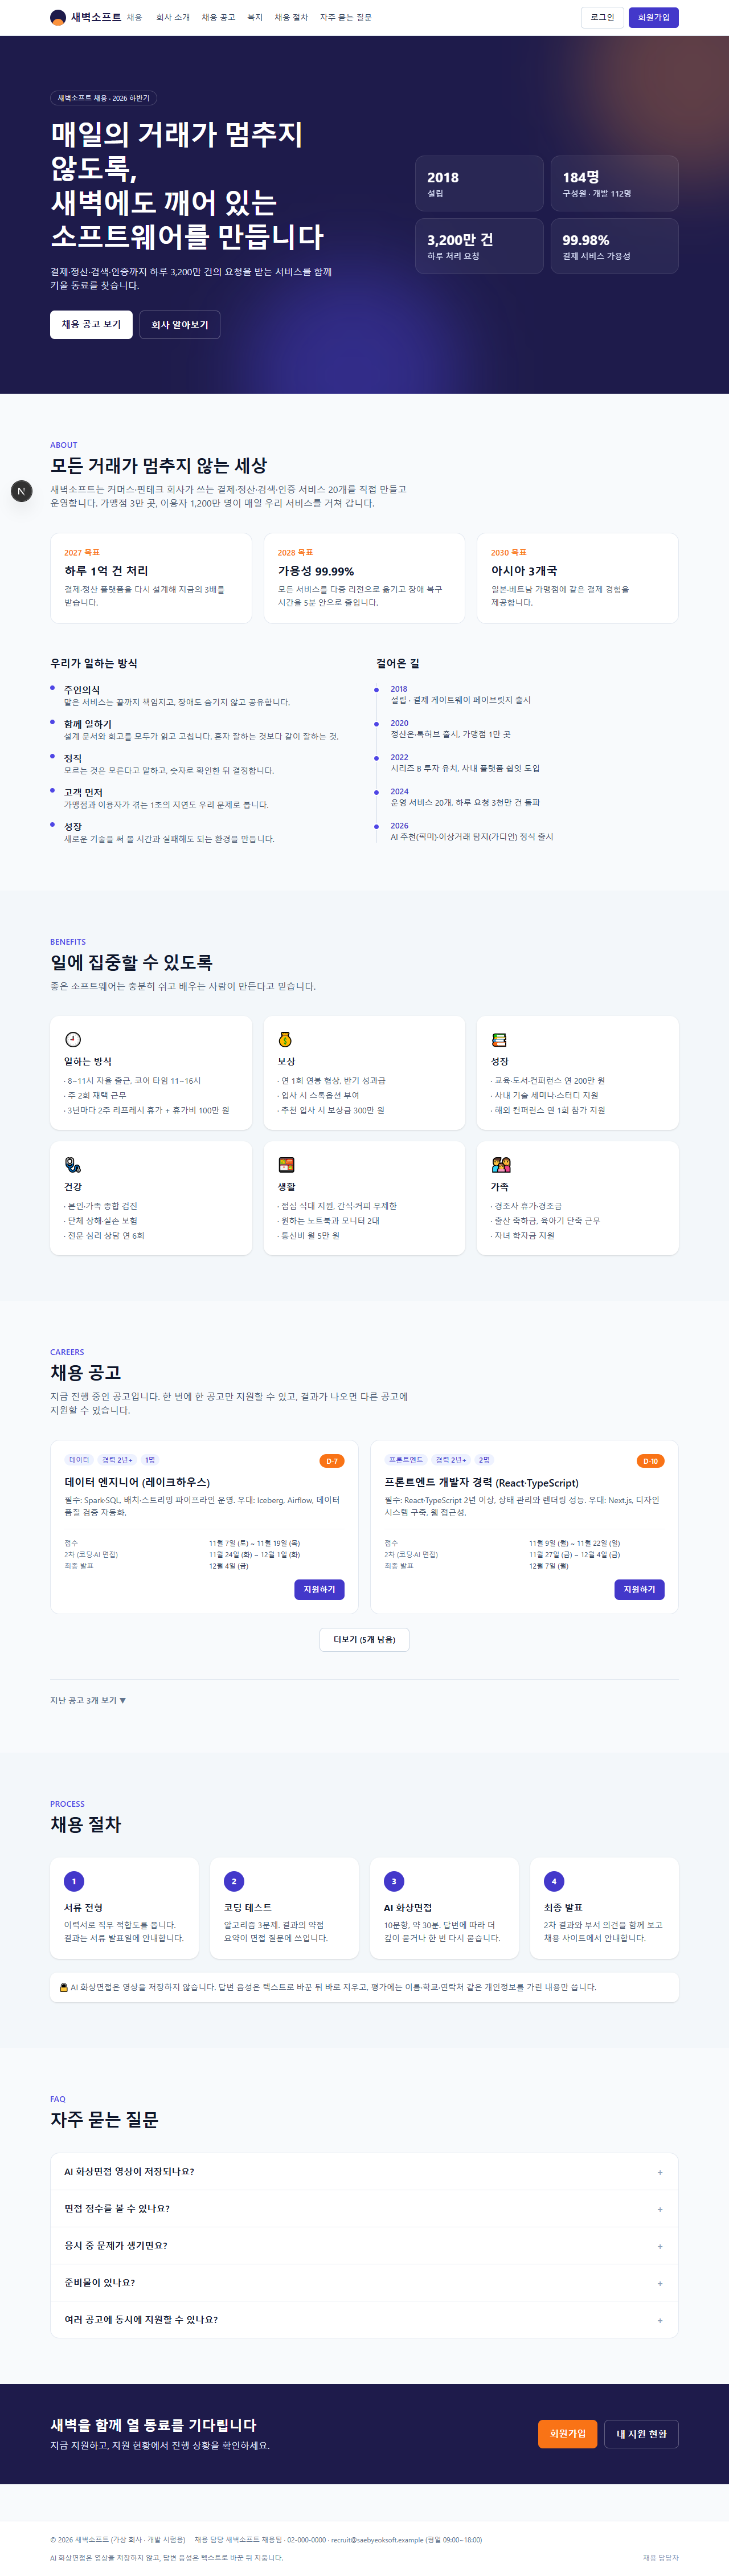 새벽소프트 채용 회사 소개 채용 공고 복지 채용 절차 자주 묻는 질문 로그인 회원가입
새벽소프트 채용 · 2026 하반기
매일의 거래가 멈추지
않도록,
새벽에도 깨어 있는
소프트웨어를 만듭니다
결제·정산·검색·인증까지 하루 3,200만 건의 요청을 받는 서비스를 함께
키울 동료를 찾습니다.
채용 공고 보기 회사 알아보기
2018
설립
184명
구성원 · 개발 112명
3,200만 건
하루 처리 요청
99.98%
결제 서비스 가용성
ABOUT
모든 거래가 멈추지 않는 세상
새벽소프트는 커머스·핀테크 회사가 쓰는 결제·정산·검색·인증 서비스 20개를 직접 만들고
운영합니다. 가맹점 3만 곳, 이용자 1,200만 명이 매일 우리 서비스를 거쳐 갑니다.
N
2027 목표
하루 1억 건 처리
결제·정산 플랫폼을 다시 설계해 지금의 3배를
받습니다.
2028 목표
가용성 99.99%
모든 서비스를 다중 리전으로 옮기고 장애 복구
시간을 5분 안으로 줄입니다.
2030 목표
아시아 3개국
일본·베트남 가맹점에 같은 결제 경험을
제공합니다.
우리가 일하는 방식
주인의식
맡은 서비스는 끝까지 책임지고, 장애도 숨기지 않고 공유합니다.
함께 일하기
설계 문서와 회고를 모두가 읽고 고칩니다. 혼자 잘하는 것보다 같이 잘하는 것.
정직
모르는 것은 모른다고 말하고, 숫자로 확인한 뒤 결정합니다.
고객 먼저
가맹점과 이용자가 겪는 1초의 지연도 우리 문제로 봅니다.
성장
새로운 기술을 써 볼 시간과 실패해도 되는 환경을 만듭니다.
걸어온 길
2018
설립 · 결제 게이트웨이 페이브릿지 출시
2020
정산온·톡허브 출시, 가맹점 1만 곳
2022
시리즈 B 투자 유치, 사내 플랫폼 쉽잇 도입
2024
운영 서비스 20개, 하루 요청 3천만 건 돌파
2026
AI 추천(픽미)·이상거래 탐지(가디언) 정식 출시
BENEFITS
일에 집중할 수 있도록
좋은 소프트웨어는 충분히 쉬고 배우는 사람이 만든다고 믿습니다.
일하는 방식
· 8~11시 자율 출근, 코어 타임 11~16시
· 주 2회 재택 근무
· 3년마다 2주 리프레시 휴가 + 휴가비 100만 원
보상
· 연 1회 연봉 협상, 반기 성과급
· 입사 시 스톡옵션 부여
· 추천 입사 시 보상금 300만 원
성장
· 교육·도서·컨퍼런스 연 200만 원
· 사내 기술 세미나·스터디 지원
· 해외 컨퍼런스 연 1회 참가 지원
건강
· 본인·가족 종합 검진
· 단체 상해·실손 보험
· 전문 심리 상담 연 6회
생활
· 점심 식대 지원, 간식·커피 무제한
· 원하는 노트북과 모니터 2대
· 통신비 월 5만 원
가족
· 경조사 휴가·경조금
· 출산 축하금, 육아기 단축 근무
· 자녀 학자금 지원
CAREERS
채용 공고
지금 진행 중인 공고입니다. 한 번에 한 공고만 지원할 수 있고, 결과가 나오면 다른 공고에
지원할 수 있습니다.
데이터 경력 2년+ 1명 D-7
데이터 엔지니어 (레이크하우스)
필수: Spark·SQL, 배치·스트리밍 파이프라인 운영. 우대: Iceberg, Airflow, 데이터
품질 검증 자동화.
접수 11월 7일 (토) ~ 11월 19일 (목)
2차 (코딩·AI 면접) 11월 24일 (화) ~ 12월 1일 (화)
최종 발표 12월 4일 (금)
지원하기
프론트엔드 경력 2년+ 2명 D-10
프론트엔드 개발자 경력 (React·TypeScript)
필수: React·TypeScript 2년 이상, 상태 관리와 렌더링 성능. 우대: Next.js, 디자인
시스템 구축, 웹 접근성.
접수 11월 9일 (월) ~ 11월 22일 (일)
2차 (코딩·AI 면접) 11월 27일 (금) ~ 12월 4일 (금)
최종 발표 12월 7일 (월)
지원하기
더보기 (5개 남음)
지난 공고 3개 보기 ▼
PROCESS
채용 절차
1
서류 전형
이력서로 직무 적합도를 봅니다.
결과는 서류 발표일에 안내합니다.
2
코딩 테스트
알고리즘 3문제. 결과의 약점
요약이 면접 질문에 쓰입니다.
3
AI 화상면접
10문항, 약 30분. 답변에 따라 더
깊이 묻거나 한 번 다시 묻습니다.
4
최종 발표
2차 결과와 부서 의견을 함께 보고
채용 사이트에서 안내합니다.
AI 화상면접은 영상을 저장하지 않습니다. 답변 음성은 텍스트로 바꾼 뒤 바로 지우고, 평가에는 이름·학교·연락처 같은 개인정보를 가린 내용만 씁니다.
FAQ
자주 묻는 질문
AI 화상면접 영상이 저장되나요? +
면접 점수를 볼 수 있나요? +
응시 중 문제가 생기면요? +
준비물이 있나요? +
여러 공고에 동시에 지원할 수 있나요? +
새벽을 함께 열 동료를 기다립니다
지금 지원하고, 지원 현황에서 진행 상황을 확인하세요.
회원가입 내 지원 현황
© 2026 새벽소프트 (가상 회사 · 개발 시험용) 채용 담당 새벽소프트 채용팀 · 02-000-0000 · recruit@saebyeoksoft.example (평일 09:00~18:00)
AI 화상면접은 영상을 저장하지 않고, 답변 음성은 텍스트로 바꾼 뒤 지웁니다. 채용 담당자